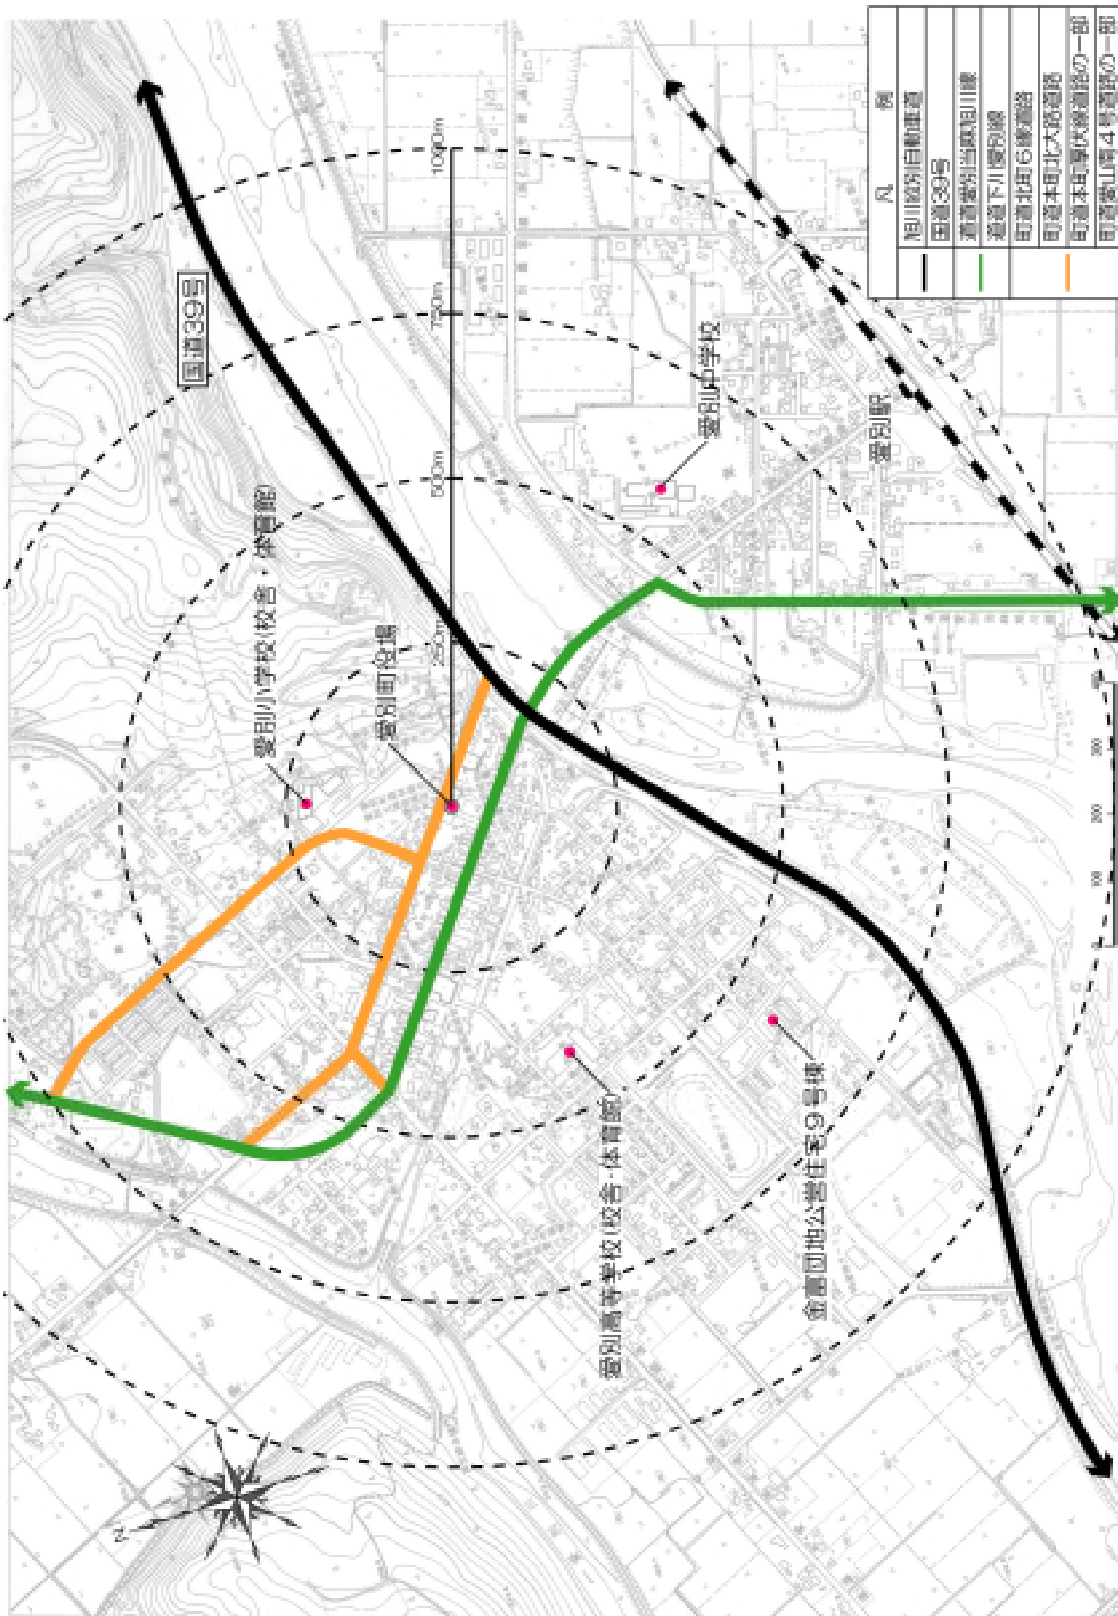 国道39号
愛別小学校(校舎・体育館)
愛別町役場
250m
500m
750m
1000m
愛別中学校
愛別駅
愛別高等学校(校舎・体育館)
金富団地公営住宅9号棟
N
凡 例
旭川紋別自動車道
国道39号
道道愛別当麻旭川線
道道下川愛別線
町道北町6線道路
町道本町北大路道路
町道本町厚伏線道路の一部
町道愛山南4号道路の一部
100
200
300